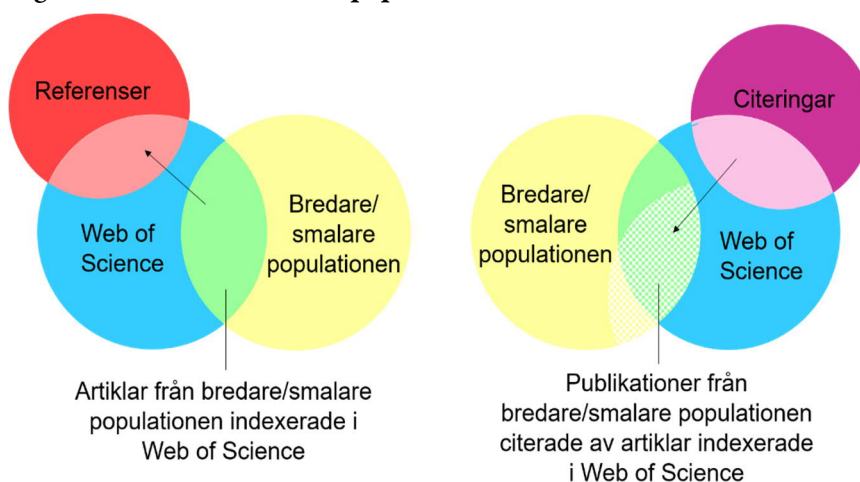 Referenser
Web of
Science
Bredare/
smalare
populationen
Artiklar från bredare/smalare
populationen indexerade i
Web of Science
Citeringar
Bredare/
smalare
populationen
Web of
Science
Publikationer från
bredare/smalare populationen
citerade av artiklar indexerade
i Web of Science